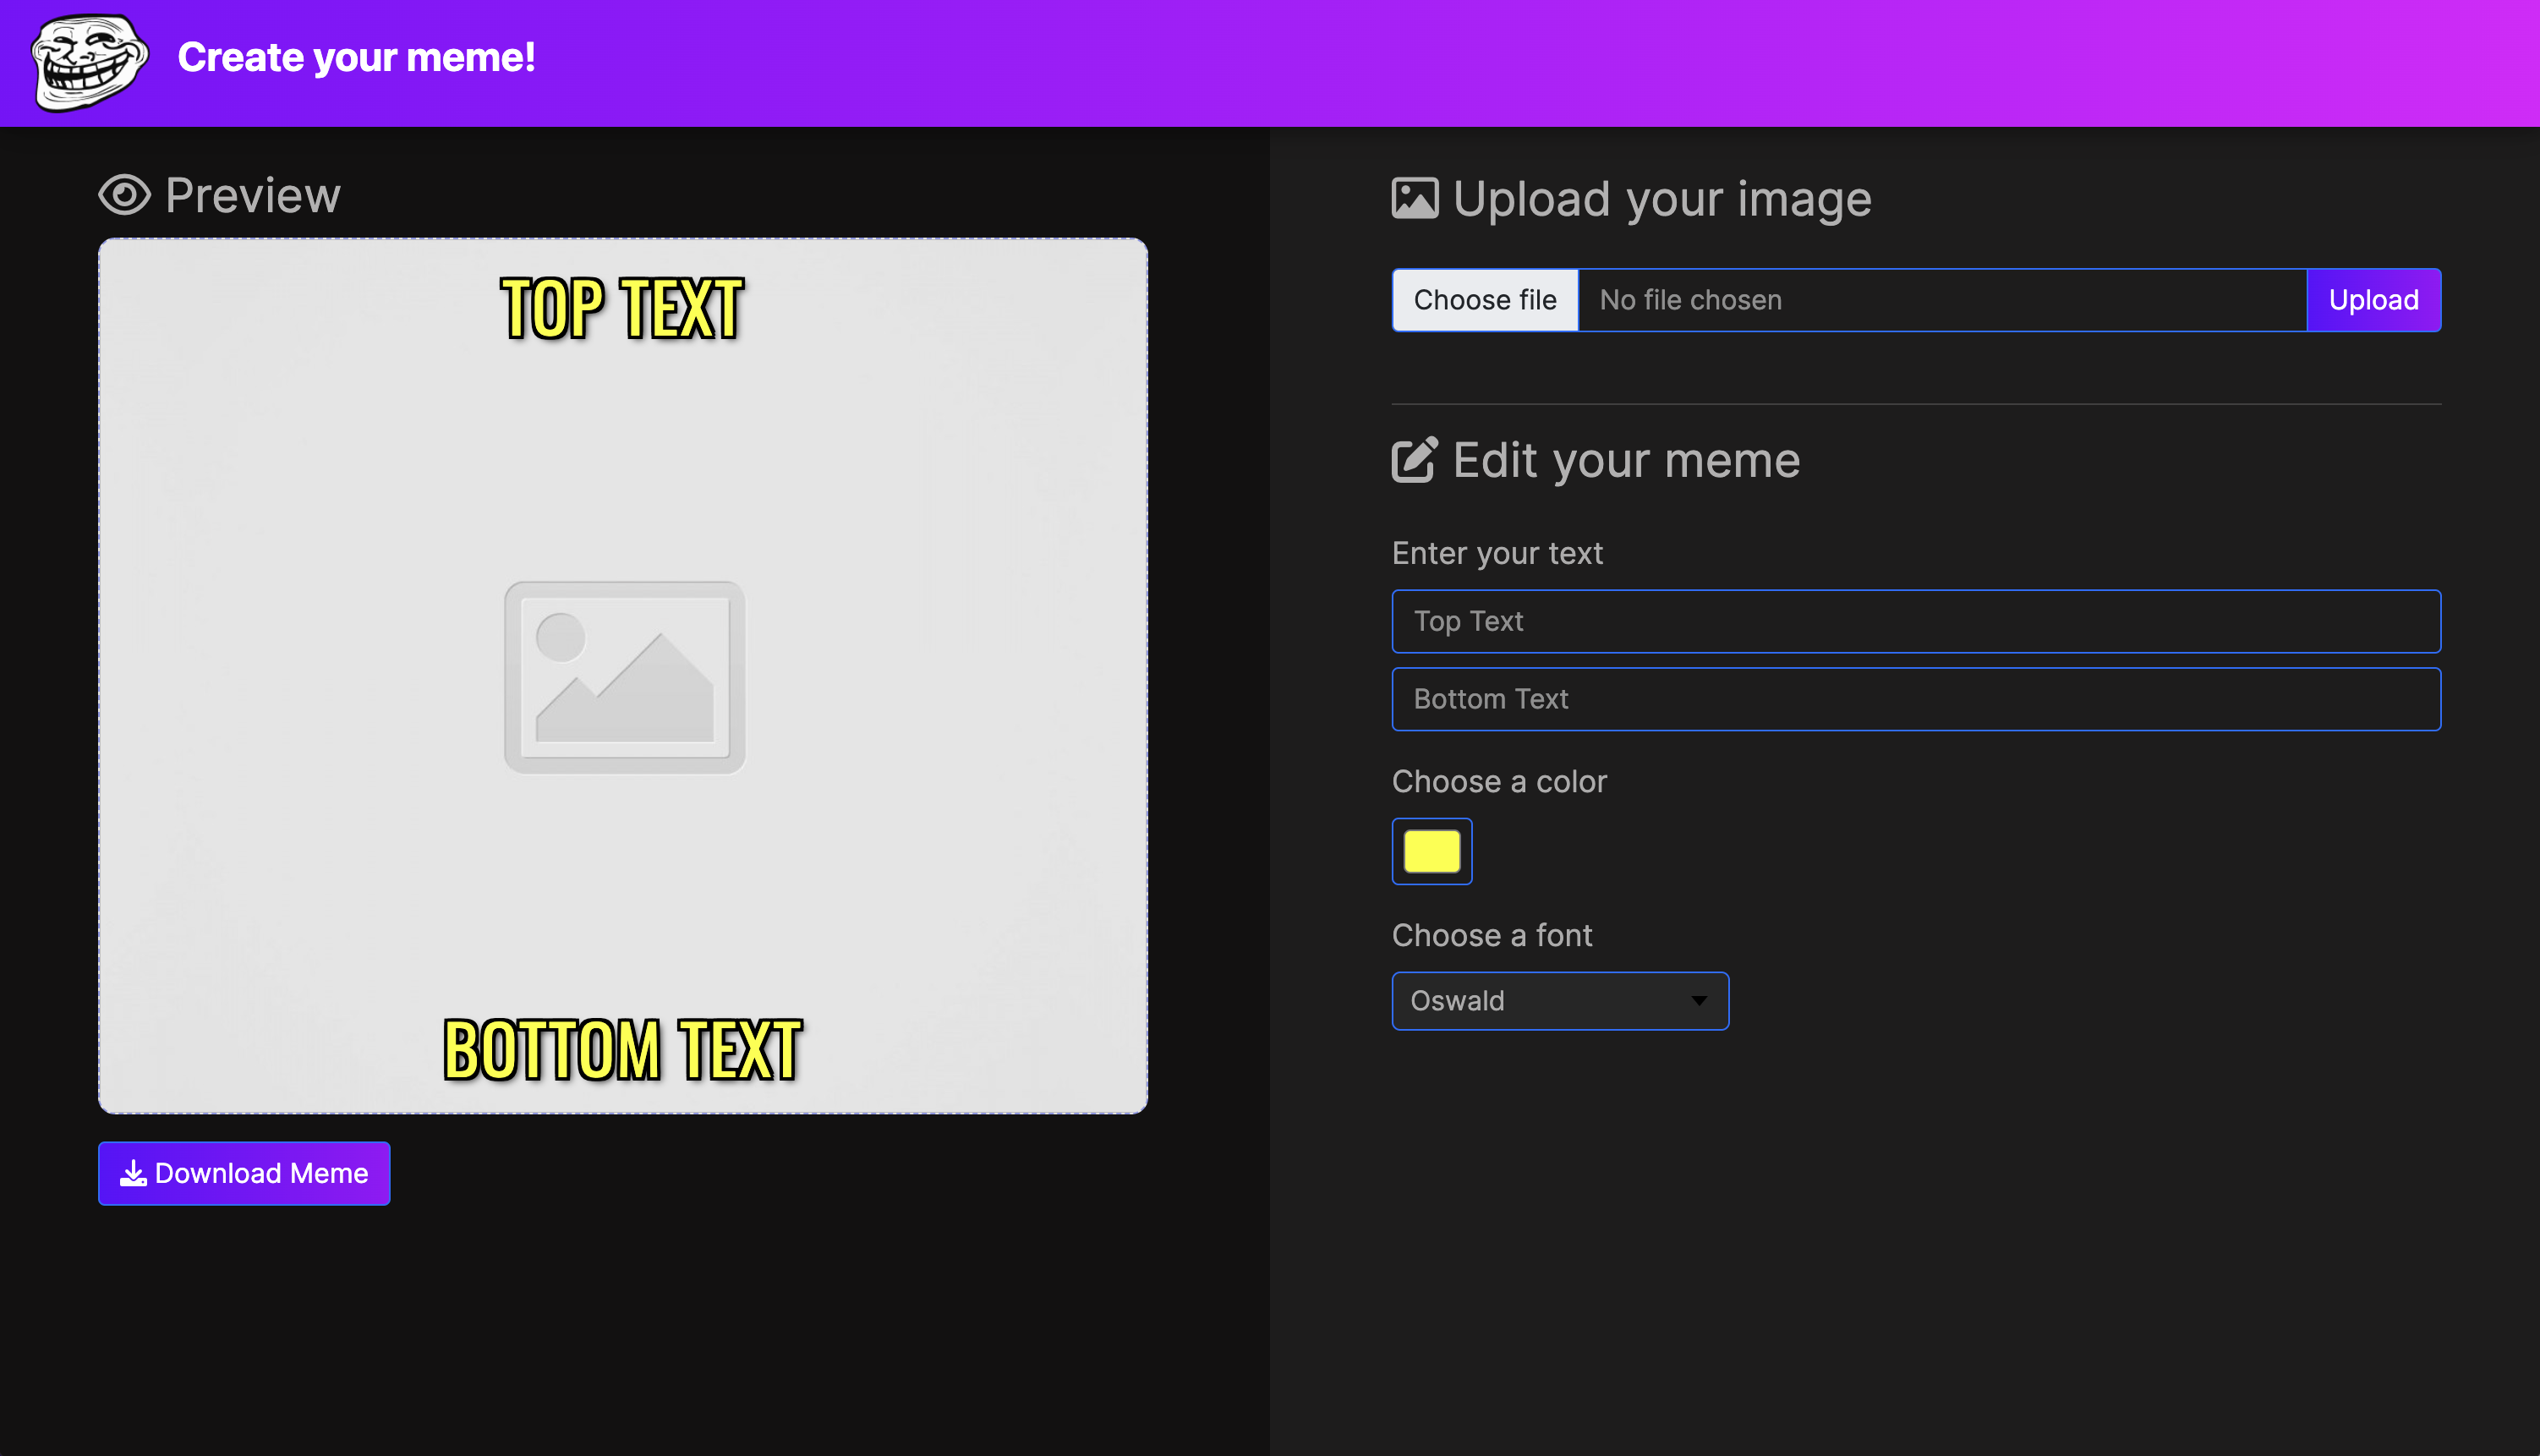 Create your meme!
Preview
TOP TEXT
BOTTOM TEXT
Download Meme
Upload your image
Choose file No file chosen Upload
Edit your meme
Enter your text
Top Text
Bottom Text
Choose a color
Choose a font
Oswald